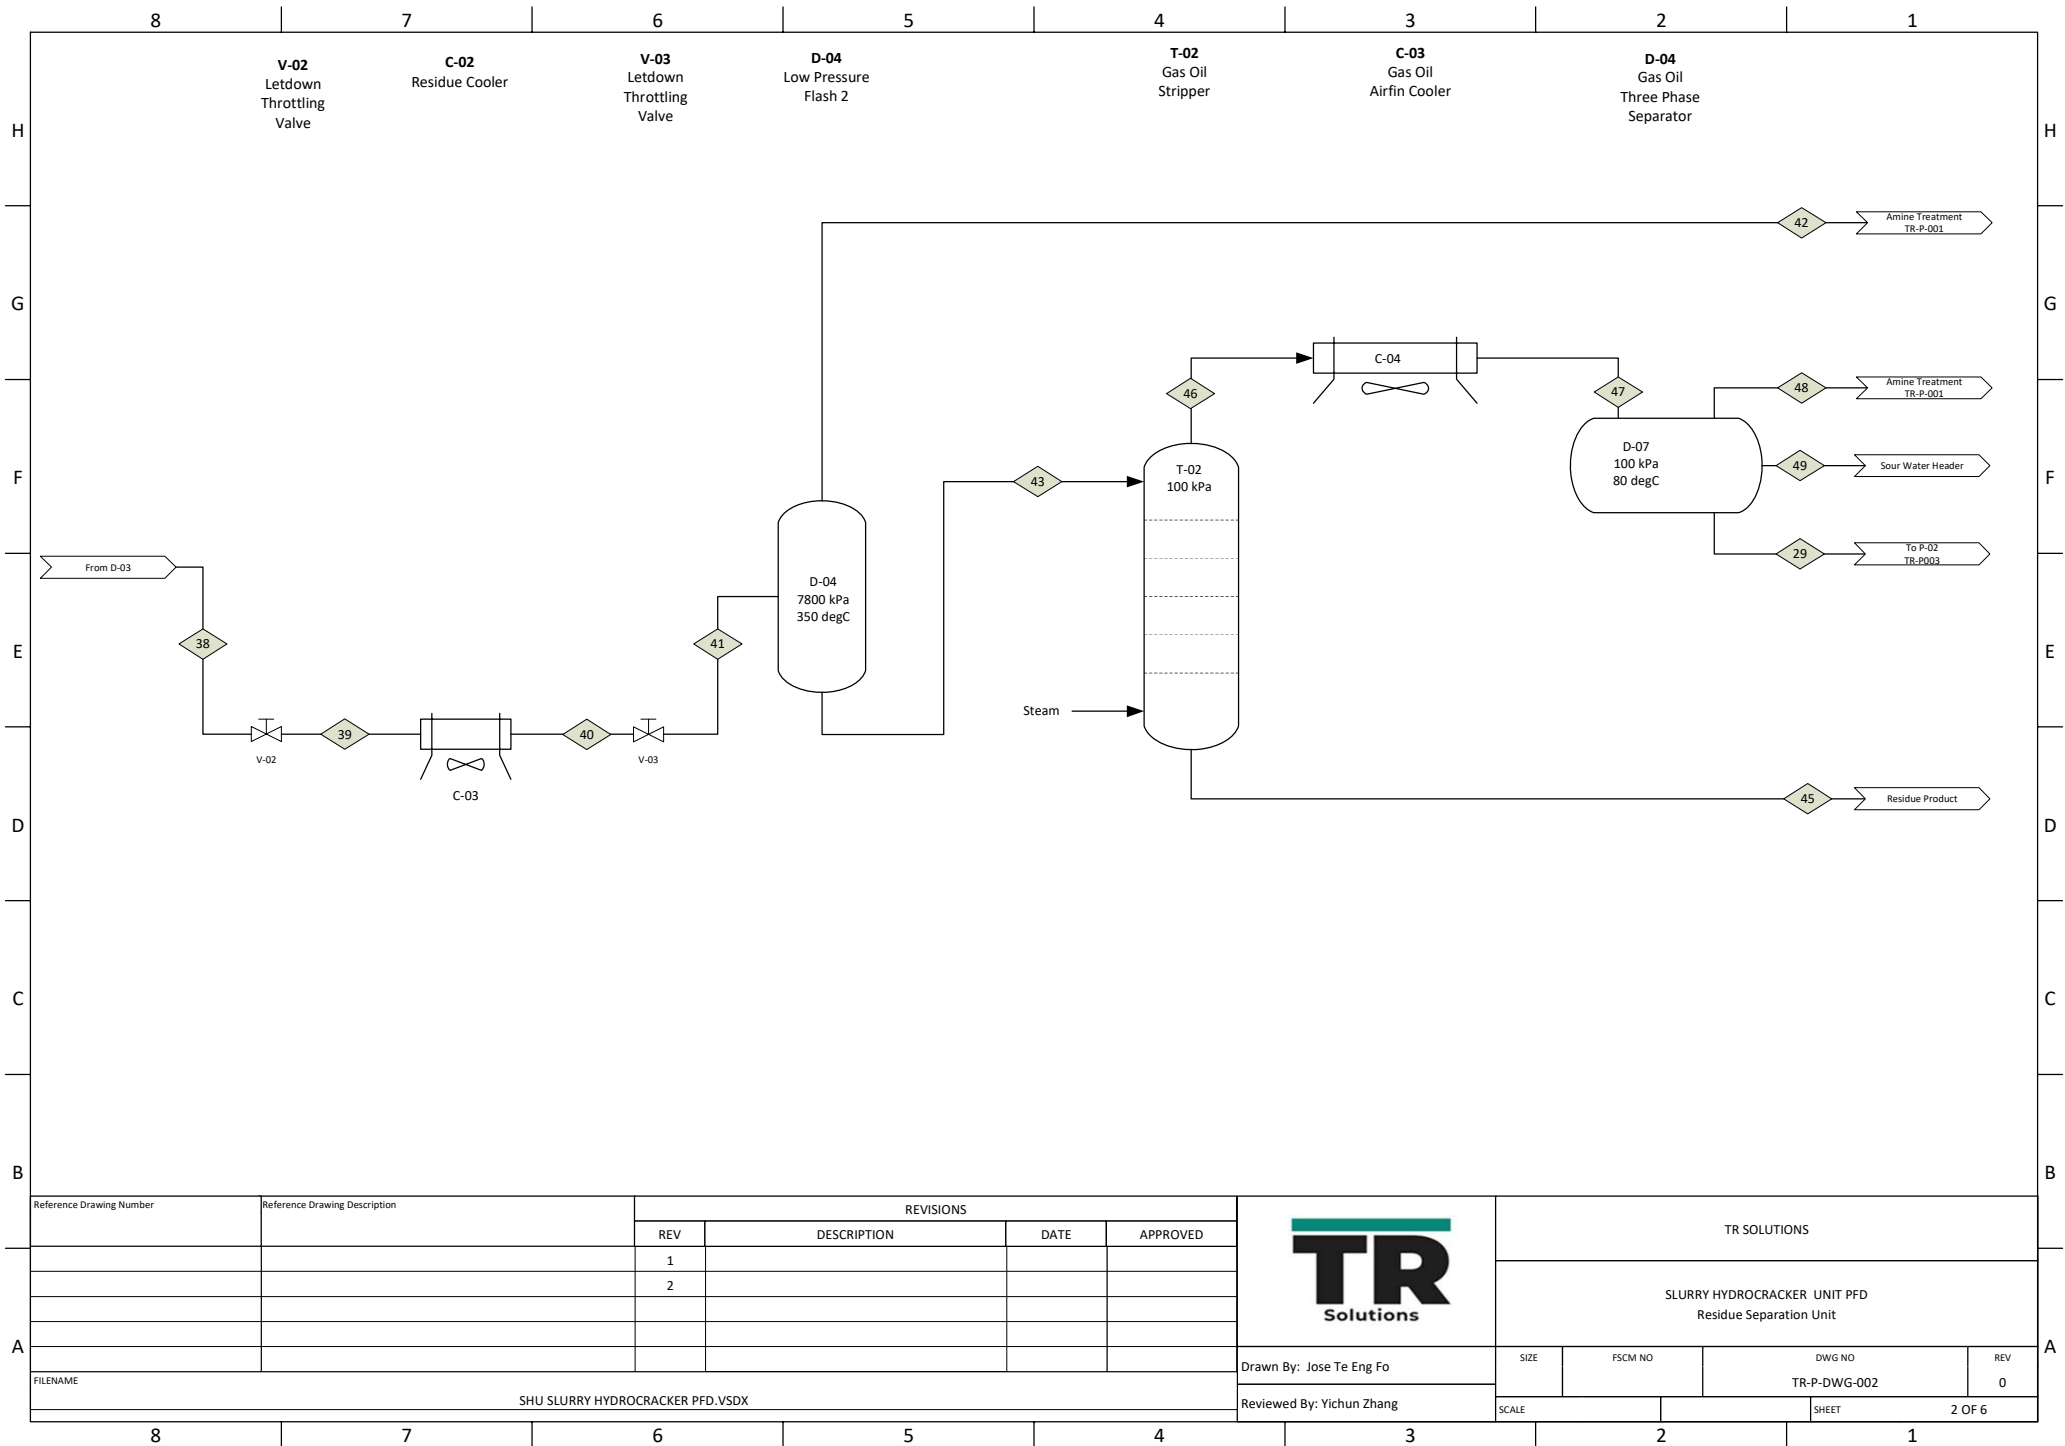 8 7 6 5 4 3 2 1
V-02
Letdown
Throttling
Valve
C-02
Residue Cooler
V-03
Letdown
Throttling
Valve
D-04
Low Pressure
Flash 2
T-02
Gas Oil
Stripper
C-03
Gas Oil
Airfin Cooler
D-04
Gas Oil
Three Phase
Separator
H H
42
Amine Treatment
TR-P-001
G G
C-04
46
47
48
Amine Treatment
TR-P-001
D-07
100 kPa
80 degC
49
Sour Water Header
F F
43
T-02
100 kPa
29
To P-02
TR-P003
From D-03
D-04
7800 kPa
350 degC
38
41
E E
Steam
39
40
V-02
V-03
C-03
45
Residue Product
D D
C C
B B
Reference Drawing Number
Reference Drawing Description
REVISIONS
REV DESCRIPTION DATE APPROVED
1
2
FILENAME
SHU SLURRY HYDROCRACKER PFD.VSDX
TR
Solutions
Drawn By: Jose Te Eng Fo
Reviewed By: Yichun Zhang
TR SOLUTIONS
SLURRY HYDROCRACKER UNIT PFD
Residue Separation Unit
SIZE FSCM NO DWG NO REV
TR-P-DWG-002 0
SCALE SHEET 2 OF 6
A A
8 7 6 5 4 3 2 1